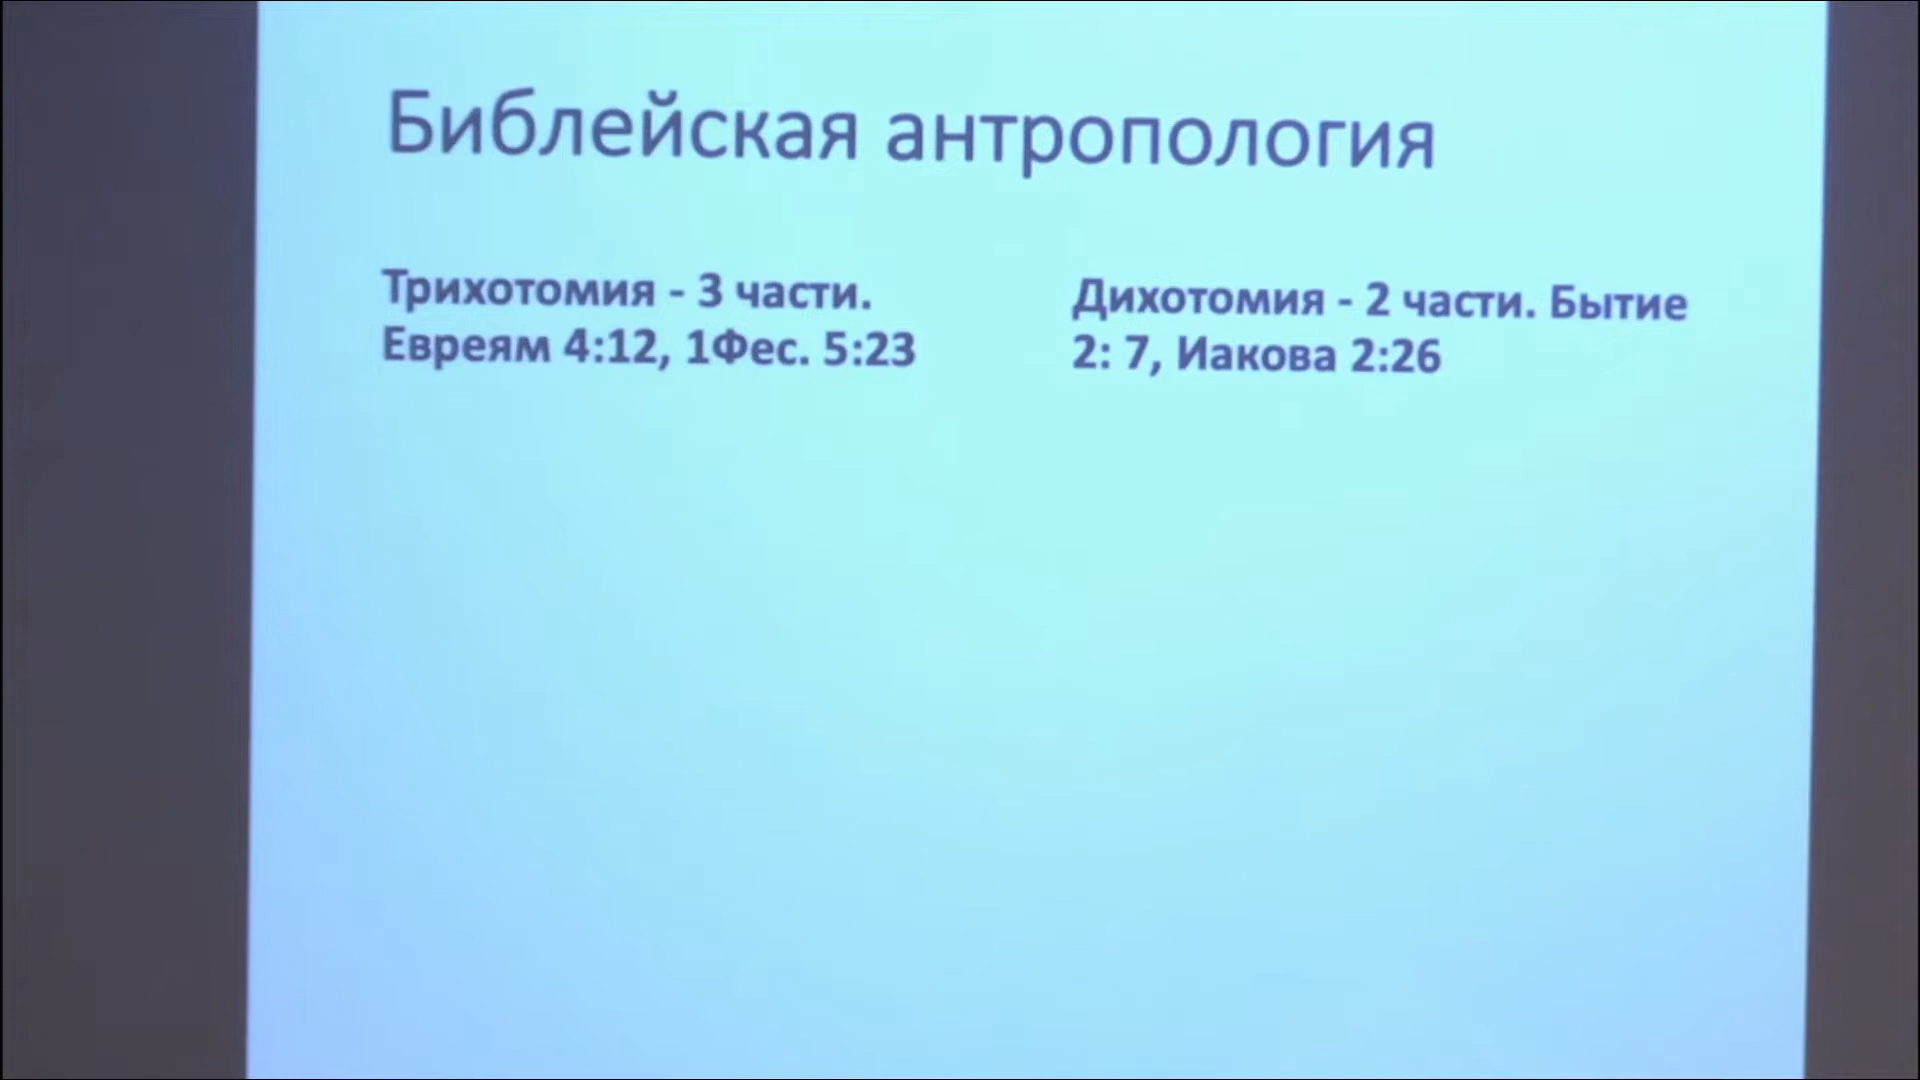 Библейская антропология
Трихотомия - 3 части.
Евреям 4:12, 1Фес. 5:23
Дихотомия - 2 части. Бытие
2: 7, Иакова 2:26